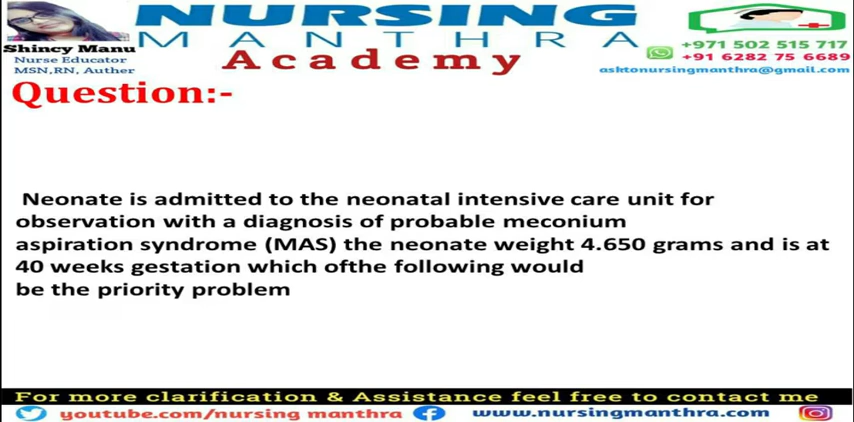 NURSING
MANTHRA
Academy
Shincy Manu
Nurse Educator
MSN,RN, Auther
+971 502 515 717
+91 6282 75 6689
asktonursingmanthra@gmail.com
Question:-
Neonate is admitted to the neonatal intensive care unit for
observation with a diagnosis of probable meconium
aspiration syndrome (MAS) the neonate weight 4.650 grams and is at
40 weeks gestation which ofthe following would
be the priority problem
For more clarification & Assistance feel free to contact me
youtube.com/nursing manthra
www.nursingmanthra.com